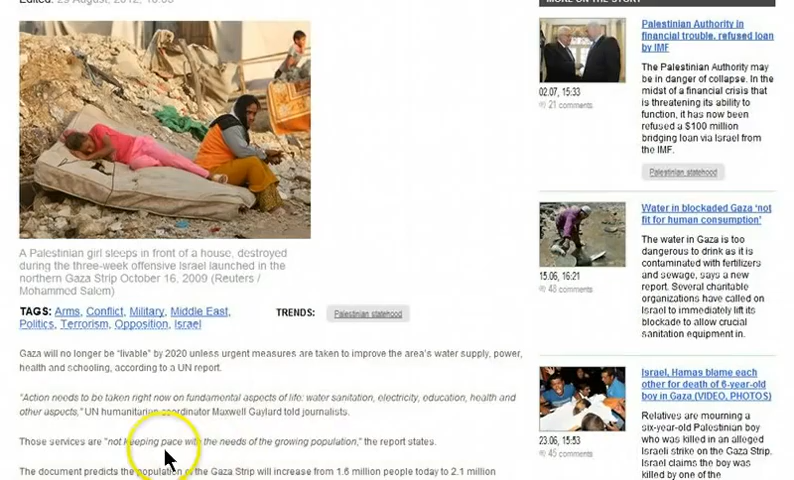 Edited: 29 August, 2012, 18:05
MORE ON THE STORY
A Palestinian girl sleeps in front of a house, destroyed
during the three-week offensive Israel launched in the
northern Gaza Strip October 16, 2009 (Reuters /
Mohammed Salem)
TAGS: Arms, Conflict, Military, Middle East,
Politics, Terrorism, Opposition, Israel
TRENDS: Palestinian statehood
Gaza will no longer be “livable” by 2020 unless urgent measures are taken to improve the area’s water supply, power,
health and schooling, according to a UN report.
"Action needs to be taken right now on fundamental aspects of life: water sanitation, electricity, education, health and
other aspects," UN humanitarian coordinator Maxwell Gaylard told journalists.
Those services are "not keeping pace with the needs of the growing population," the report states.
The document predicts the population of the Gaza Strip will increase from 1.6 million people today to 2.1 million
Palestinian Authority in
financial trouble, refused loan
by IMF
02.07, 15:33
21 comments
The Palestinian Authority may
be in danger of collapse. In the
midst of a financial crisis that
is threatening its ability to
function, it has now been
refused a $100 million
bridging loan via Israel from
the IMF.
Palestinian statehood
Water in blockaded Gaza ‘not
fit for human consumption’
15.06, 16:21
48 comments
The water in Gaza is too
dangerous to drink as it is
contaminated with fertilizers
and sewage, says a new
report. Several charitable
organizations have called on
Israel to immediately lift its
blockade to allow crucial
sanitation equipment in.
Israel, Hamas blame each
other for death of 6-year-old
boy in Gaza (VIDEO, PHOTOS)
23.06, 15:53
45 comments
Relatives are mourning a
six-year-old Palestinian boy
who was killed in an alleged
Israeli strike on the Gaza Strip.
Israel claims the boy was
killed by one of the